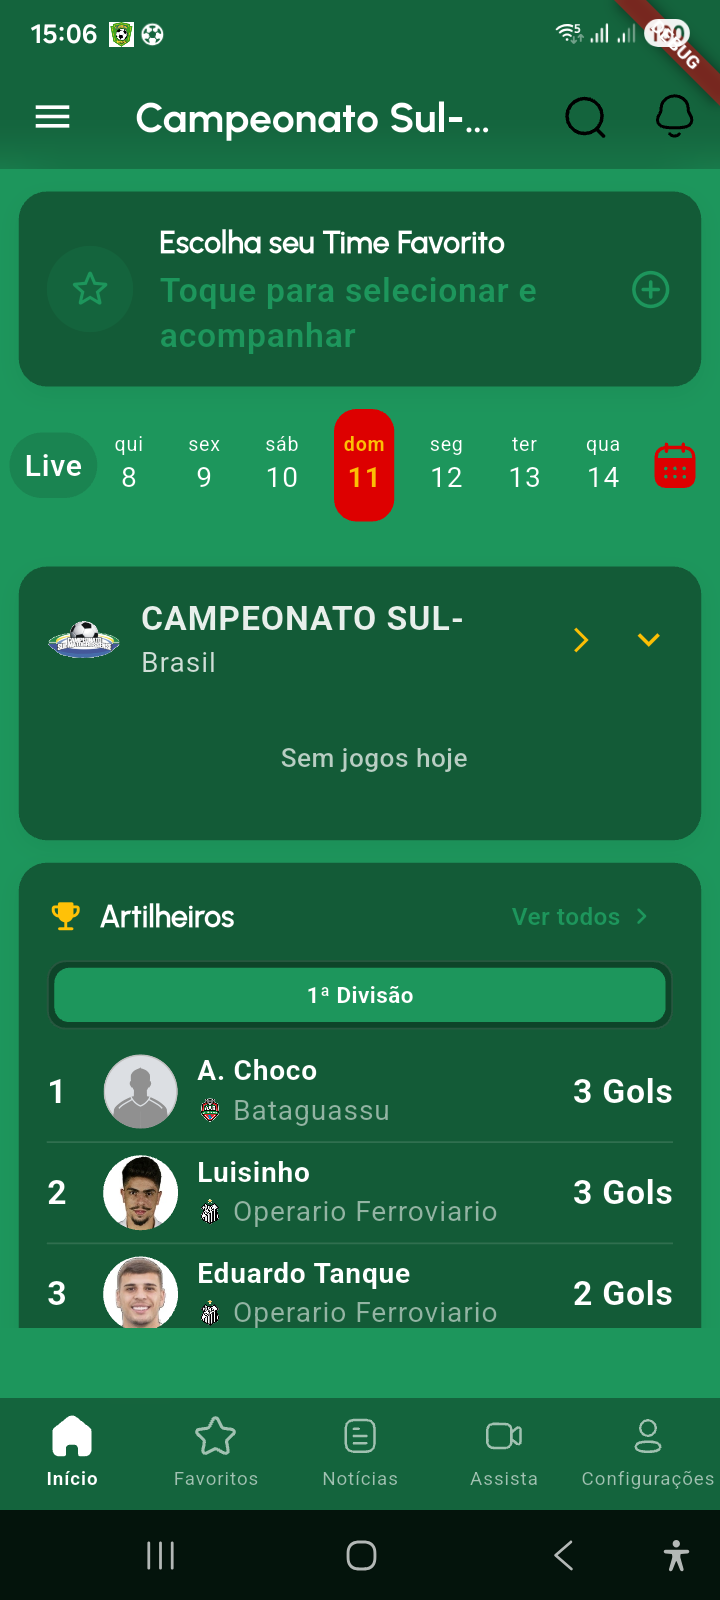 15:06
Campeonato Sul-...
Escolha seu Time Favorito
Toque para selecionar e
acompanhar
Live
qui
8
sex
9
sáb
10
dom
11
seg
12
ter
13
qua
14
CAMPEONATO SUL-
Brasil
Sem jogos hoje
Artilheiros
Ver todos
1ª Divisão
1
A. Choco
Bataguassu
3 Gols
2
Luisinho
Operario Ferroviario
3 Gols
3
Eduardo Tanque
Operario Ferroviario
2 Gols
Início
Favoritos
Notícias
Assista
Configurações